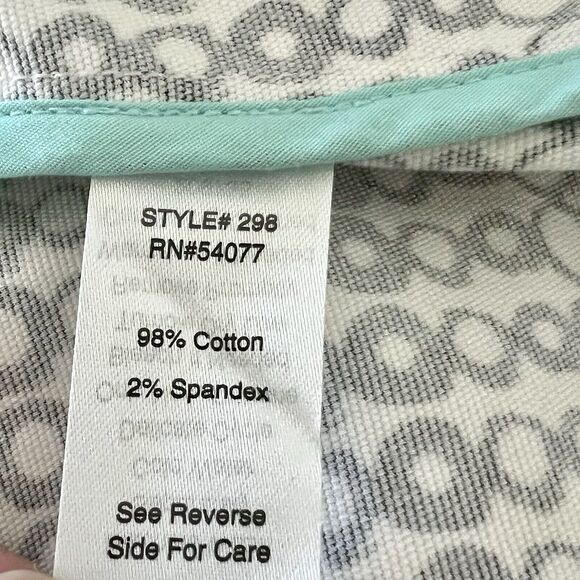 STYLE# 298
RN#54077
98% Cotton
2% Spandex
See Reverse
Side For Care